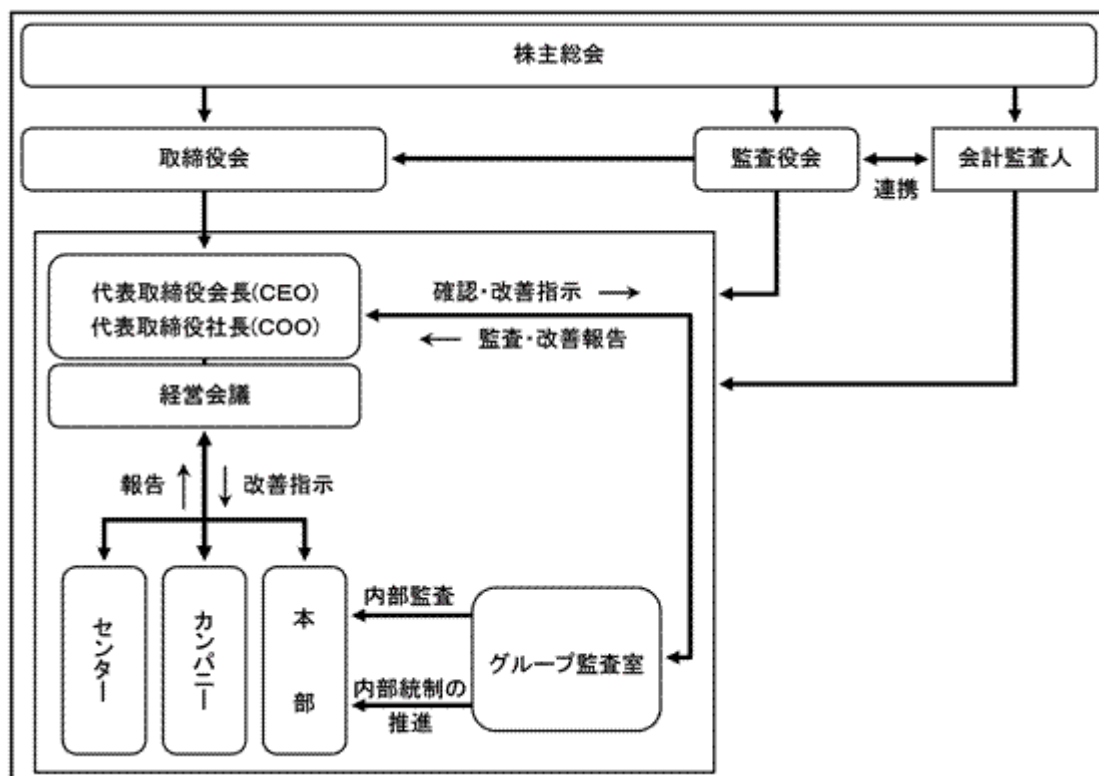 株主総会
取締役会
監査役会
会計監査人
連携
代表取締役会長(CEO)
代表取締役社長(COO)
確認・改善指示 →
← 監査・改善報告
経営会議
報告
改善指示
センター
カンパニー
本部
内部監査
内部統制の
推進
グループ監査室